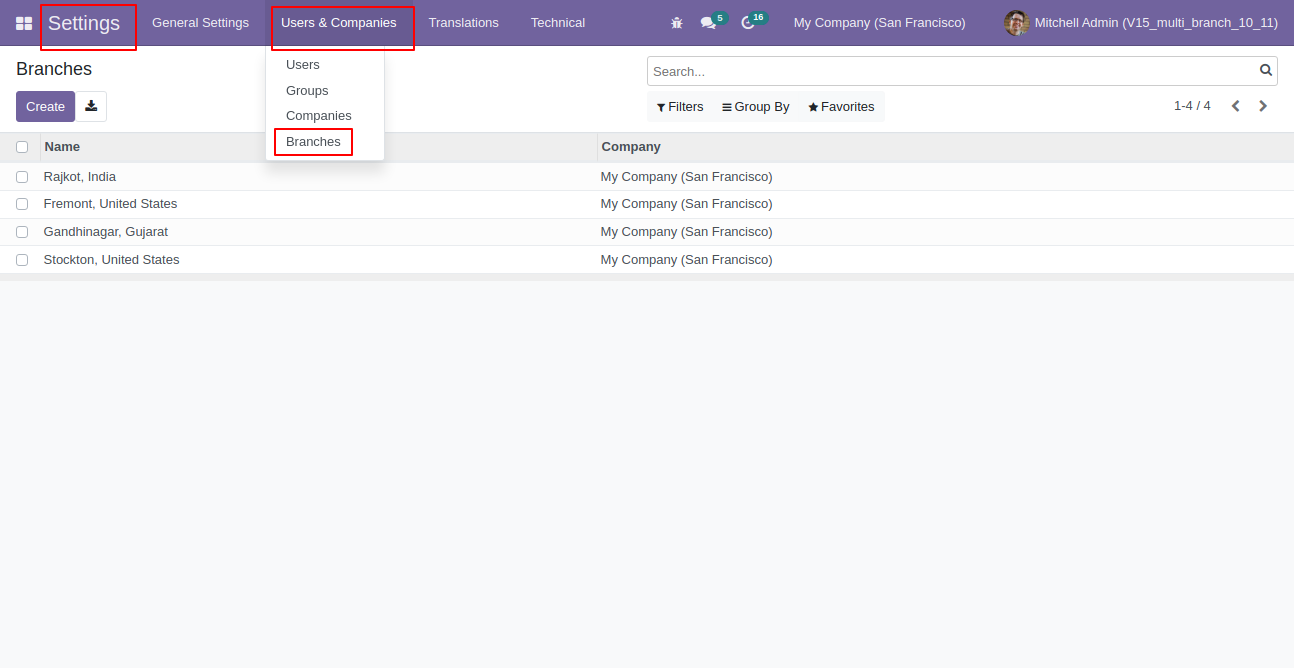 Settings General Settings Users & Companies Translations Technical 5 16 My Company (San Francisco) Mitchell Admin (V15_multi_branch_10_11)
Users
Groups
Companies
Branches
Branches
Search...
Create
Filters Group By Favorites 1-4 / 4
Name Company
Rajkot, India My Company (San Francisco)
Fremont, United States My Company (San Francisco)
Gandhinagar, Gujarat My Company (San Francisco)
Stockton, United States My Company (San Francisco)